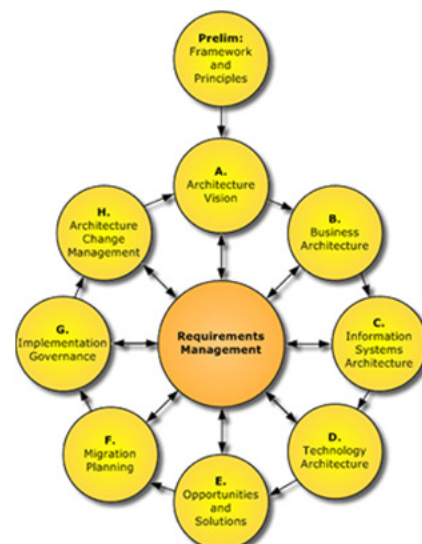 Prelim:
Framework
and
Principles
A.
Architecture
Vision
B.
Business
Architecture
C.
Information
Systems
Architecture
D.
Technology
Architecture
E.
Opportunities
and
Solutions
F.
Migration
Planning
G.
Implementation
Governance
H.
Architecture
Change
Management
Requirements
Management